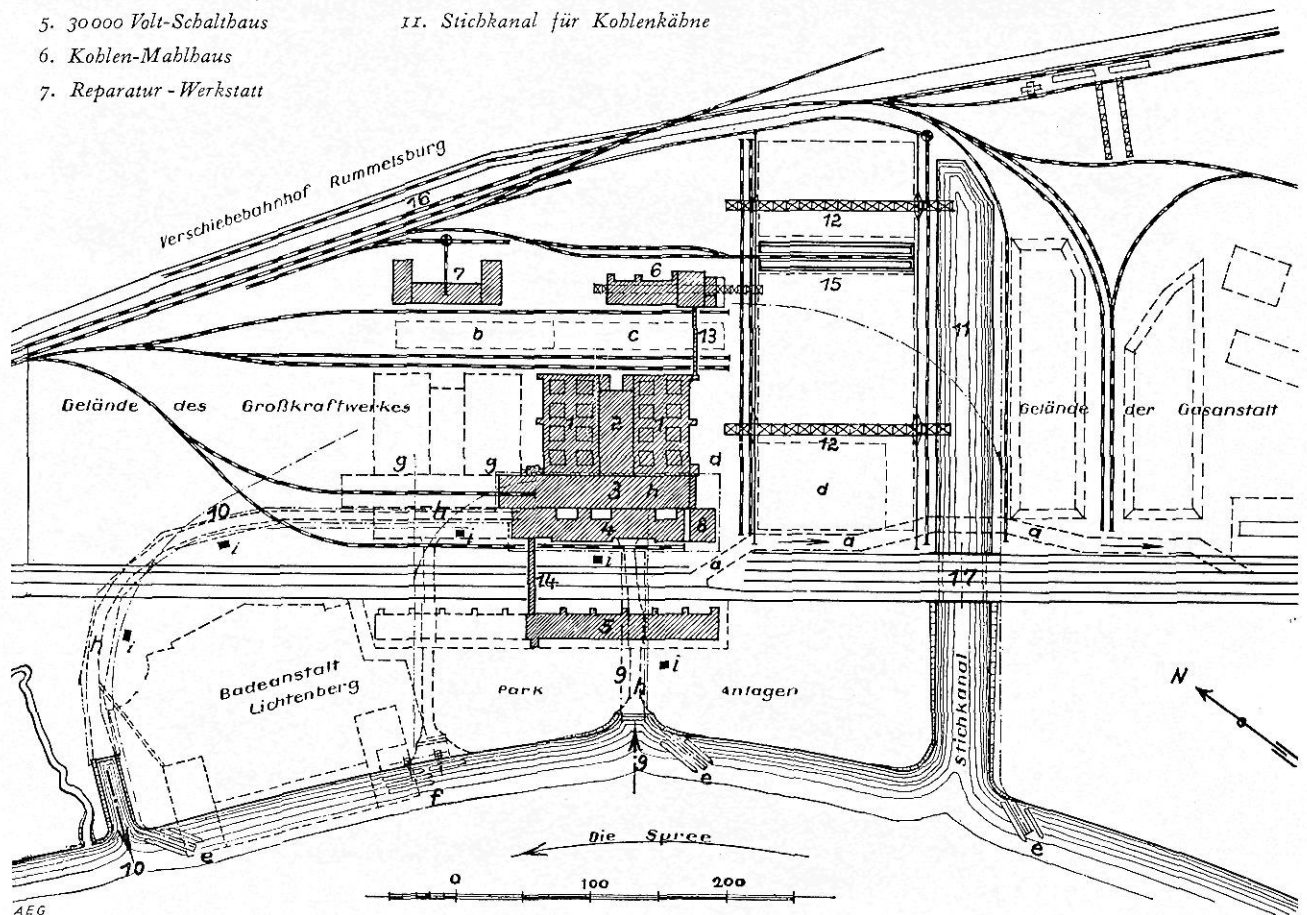 5. 30000 Volt-Schalthaus
11. Stichkanal für Kohlenkähne
6. Kohlen-Mahlhaus
7. Reparatur-Werkstatt
Verschiebebahnhof Rummelsburg
16
12
7
6
15
11
b
c
13
Gelände des Großkraftwerkes
1
2
1
Gelände der Gasanstalt
12
g
g
d
d
3
h
10
h
i
4
8
i
i
a
a
a
14
17
5
h
i
Badeanstalt
Lichtenberg
Park
9
h
Anlagen
i
N
Stichkanal
9
e
f
10
e
e
Die Spree
0
100
200
AEG